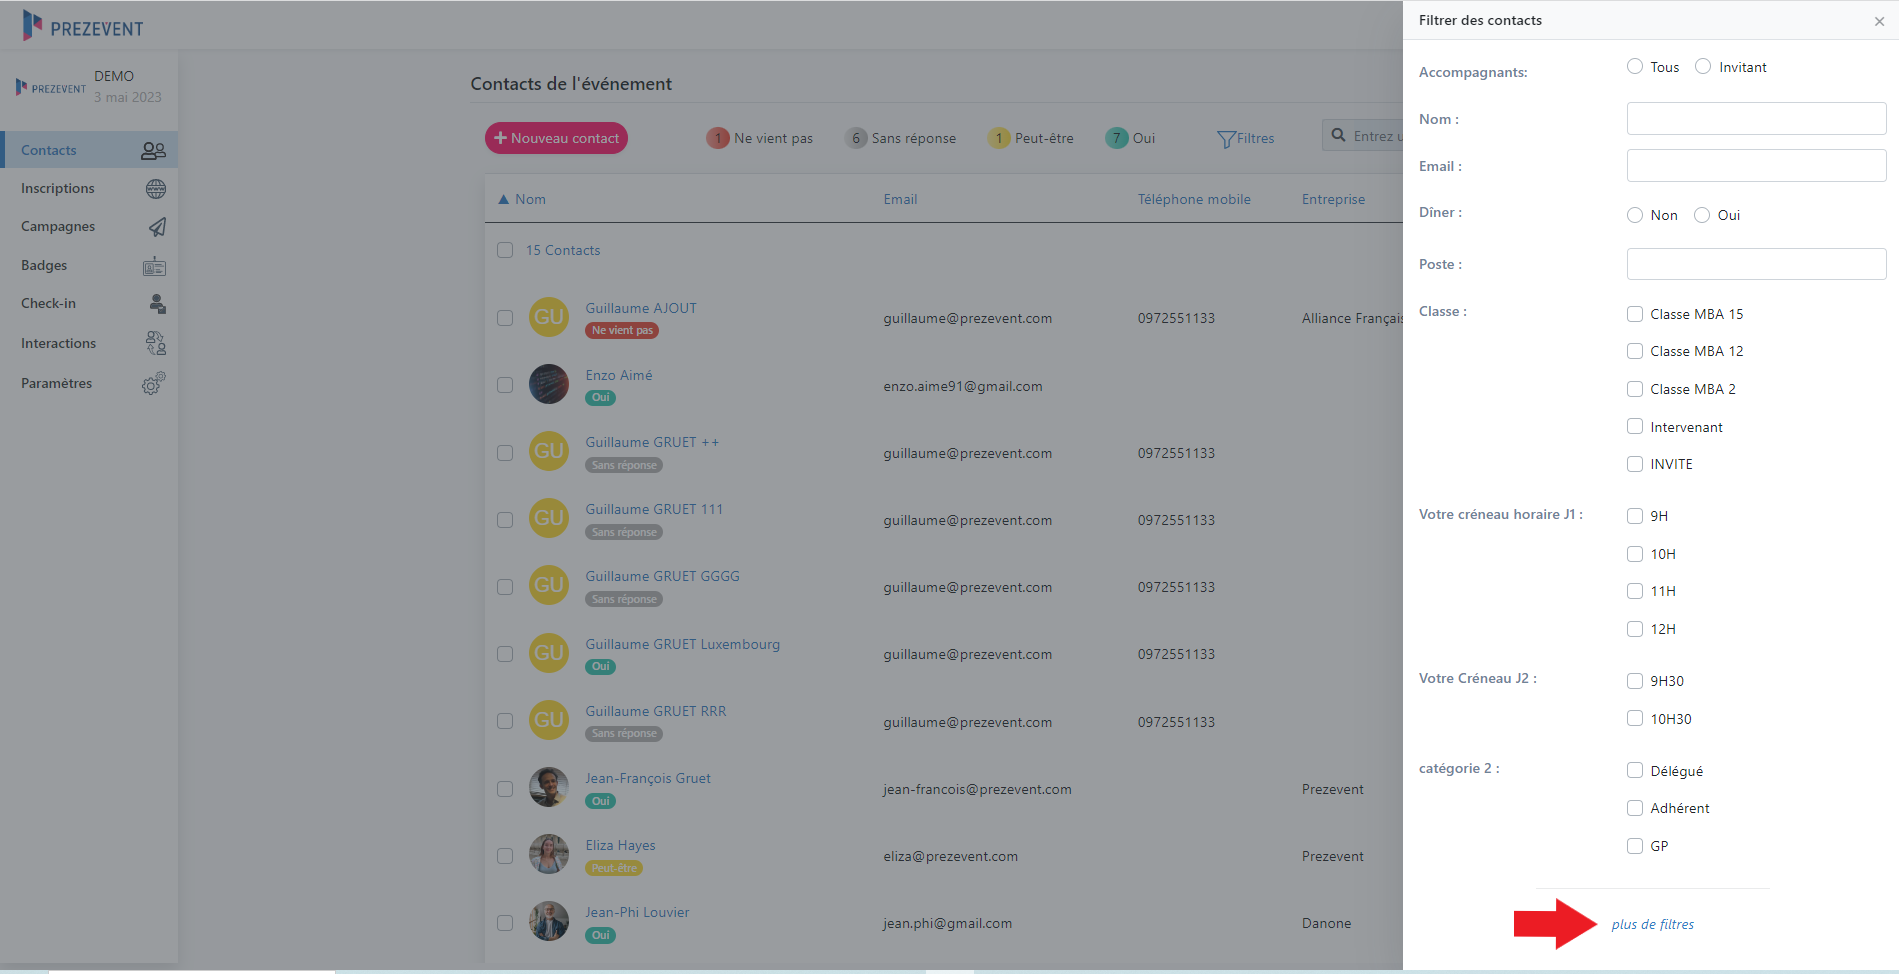 PREZEVENT
PREZEVENT
DEMO
3 mai 2023
Contacts
Inscriptions
Campagnes
Badges
Check-in
Interactions
Paramètres
Contacts de l'événement
Nouveau contact
1 Ne vient pas
6 Sans réponse
1 Peut-être
7 Oui
Filtres
Entrez u
Nom Email Téléphone mobile Entreprise
15 Contacts
GU Guillaume AJOUT guillaume@prezevent.com 0972551133 Alliance Françai
Ne vient pas
Enzo Aimé enzo.aime91@gmail.com
Oui
GU Guillaume GRUET ++ guillaume@prezevent.com 0972551133
Sans réponse
GU Guillaume GRUET 111 guillaume@prezevent.com 0972551133
Sans réponse
GU Guillaume GRUET GGGG guillaume@prezevent.com 0972551133
Sans réponse
GU Guillaume GRUET Luxembourg guillaume@prezevent.com 0972551133
Oui
GU Guillaume GRUET RRR guillaume@prezevent.com 0972551133
Sans réponse
Jean-François Gruet jean-francois@prezevent.com Prezevent
Oui
Eliza Hayes eliza@prezevent.com Prezevent
Peut-être
Jean-Phi Louvier jean.phi@gmail.com Danone
Oui
Filtrer des contacts ×
Accompagnants: Tous Invitant
Nom :
Email :
Dîner : Non Oui
Poste :
Classe : Classe MBA 15
Classe MBA 12
Classe MBA 2
Intervenant
INVITE
Votre créneau horaire J1 : 9H
10H
11H
12H
Votre Créneau J2 : 9H30
10H30
catégorie 2 : Délégué
Adhérent
GP
plus de filtres